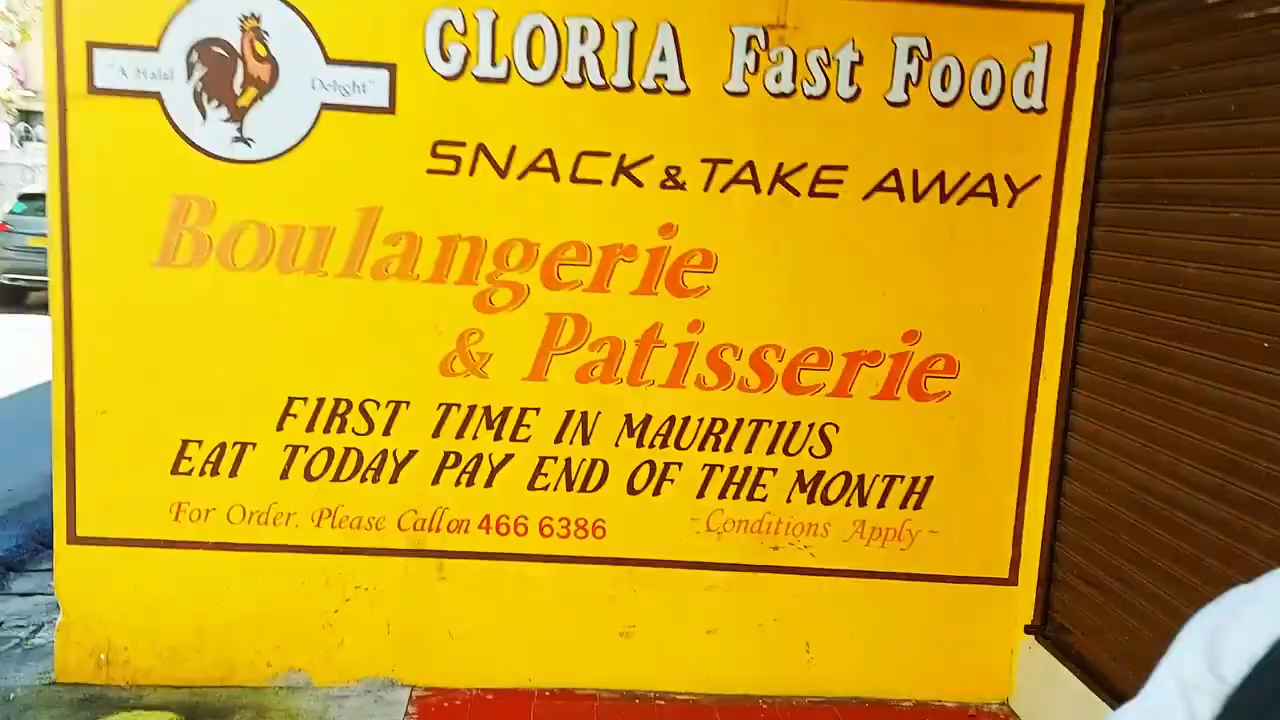 "A Halal Delight"
GLORIA Fast Food
SNACK & TAKE AWAY
Boulangerie
& Patisserie
FIRST TIME IN MAURITIUS
EAT TODAY PAY END OF THE MONTH
For Order. Please Call on 466 6386
- Conditions Apply -